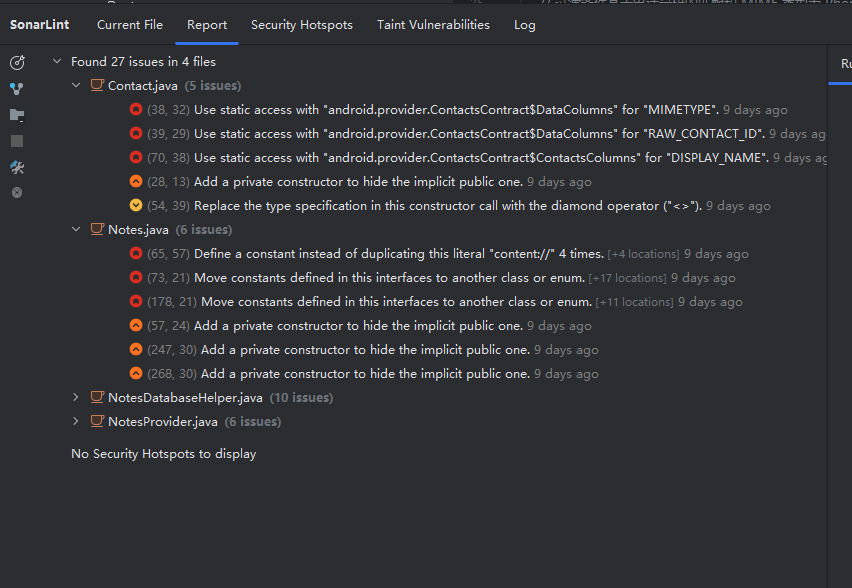 SonarLint Current File Report Security Hotspots Taint Vulnerabilities Log
Found 27 issues in 4 files
Contact.java (5 issues)
(38, 32) Use static access with "android.provider.ContactsContract$DataColumns" for "MIMETYPE". 9 days ago
(39, 29) Use static access with "android.provider.ContactsContract$DataColumns" for "RAW_CONTACT_ID". 9 days ag
(70, 38) Use static access with "android.provider.ContactsContract$ContactsColumns" for "DISPLAY_NAME". 9 days ag
(28, 13) Add a private constructor to hide the implicit public one. 9 days ago
(54, 39) Replace the type specification in this constructor call with the diamond operator ("<>"). 9 days ago
Notes.java (6 issues)
(65, 57) Define a constant instead of duplicating this literal "content://" 4 times. [+4 locations] 9 days ago
(73, 21) Move constants defined in this interfaces to another class or enum. [+17 locations] 9 days ago
(178, 21) Move constants defined in this interfaces to another class or enum. [+11 locations] 9 days ago
(57, 24) Add a private constructor to hide the implicit public one. 9 days ago
(247, 30) Add a private constructor to hide the implicit public one. 9 days ago
(268, 30) Add a private constructor to hide the implicit public one. 9 days ago
NotesDatabaseHelper.java (10 issues)
NotesProvider.java (6 issues)
No Security Hotspots to display
Ru